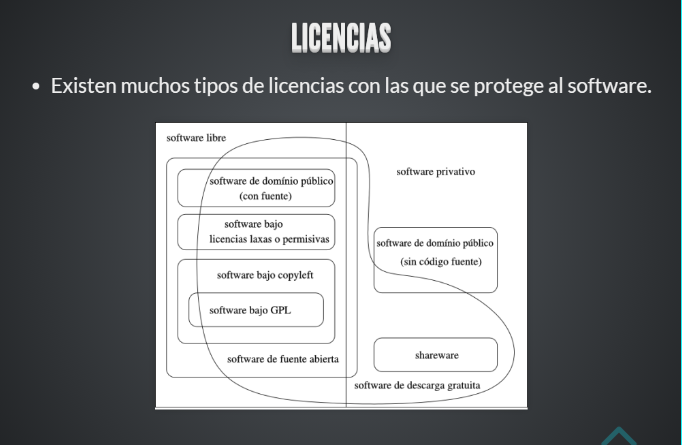 LICENCIAS
• Existen muchos tipos de licencias con las que se protege al software.
software libre
software de domínio público
(con fuente)
software bajo
licencias laxas o permisivas
software bajo copyleft
software bajo GPL
software de fuente abierta
software privativo
software de domínio público
(sin código fuente)
shareware
software de descarga gratuita